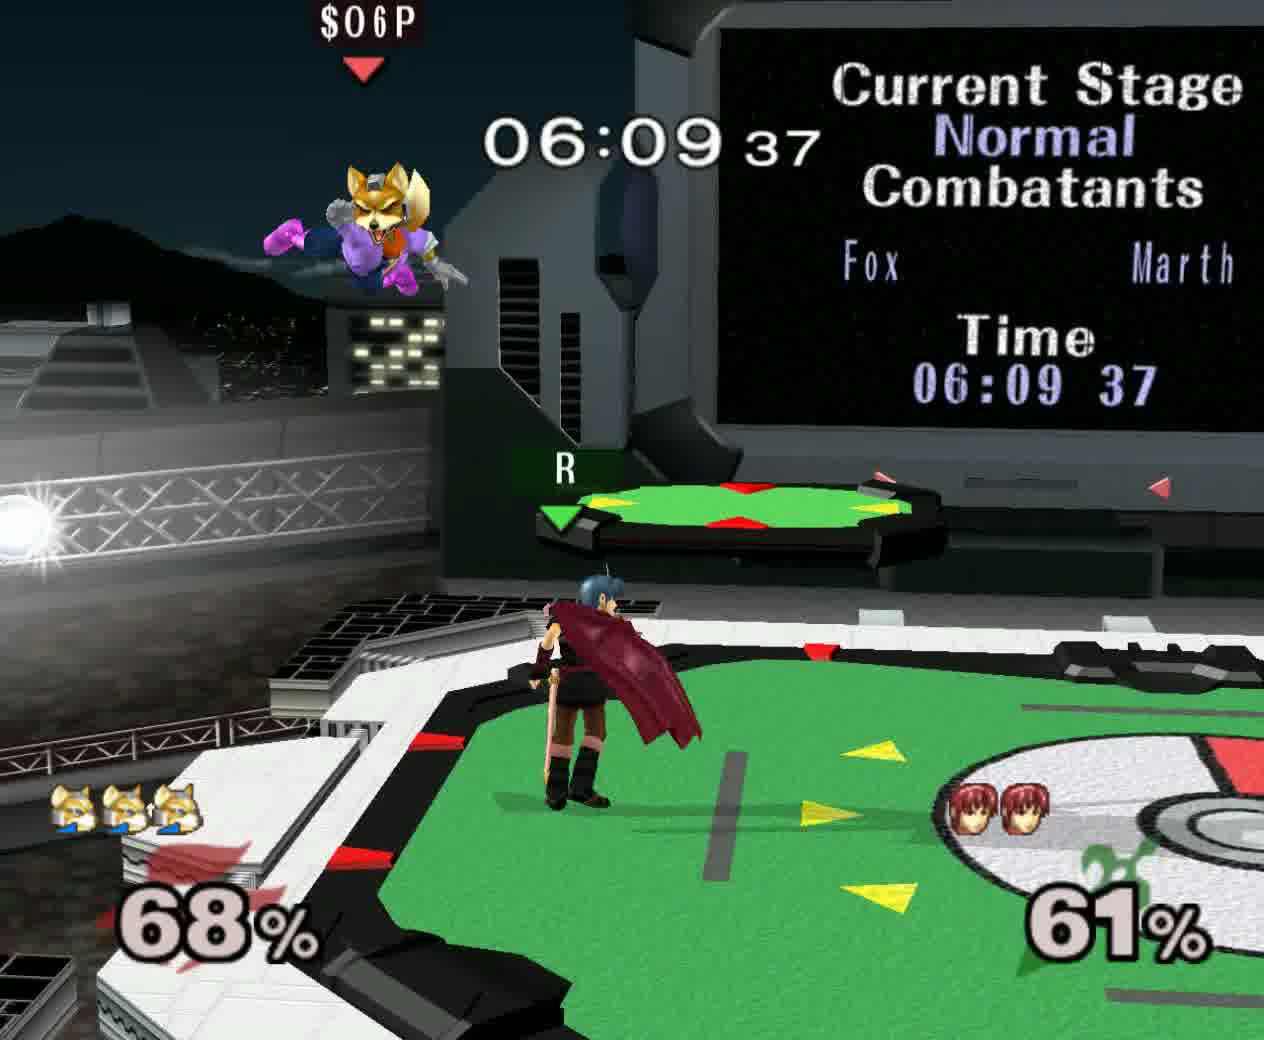 $06P
06:09 37
Current Stage
Normal
Combatants
Fox Marth
Time
06:09 37
R
68%
61%